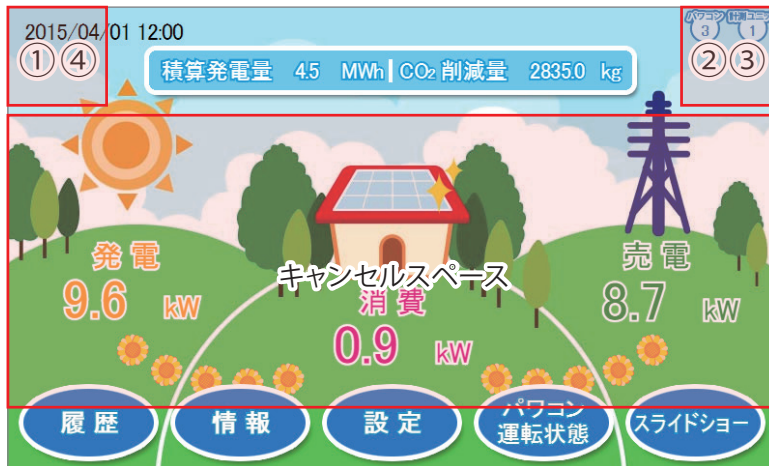 2015/04/01 12:00
パワコン 計測ユニット
3 1
①④
②③
積算発電量 45 MWh CO₂削減量 28350 kg
発電
9.6 kW
売電
8.7 kW
キャンセルスペース
消費
0.9 kW
履歴
情報
設定
パワコン
運転状態
スライドショー